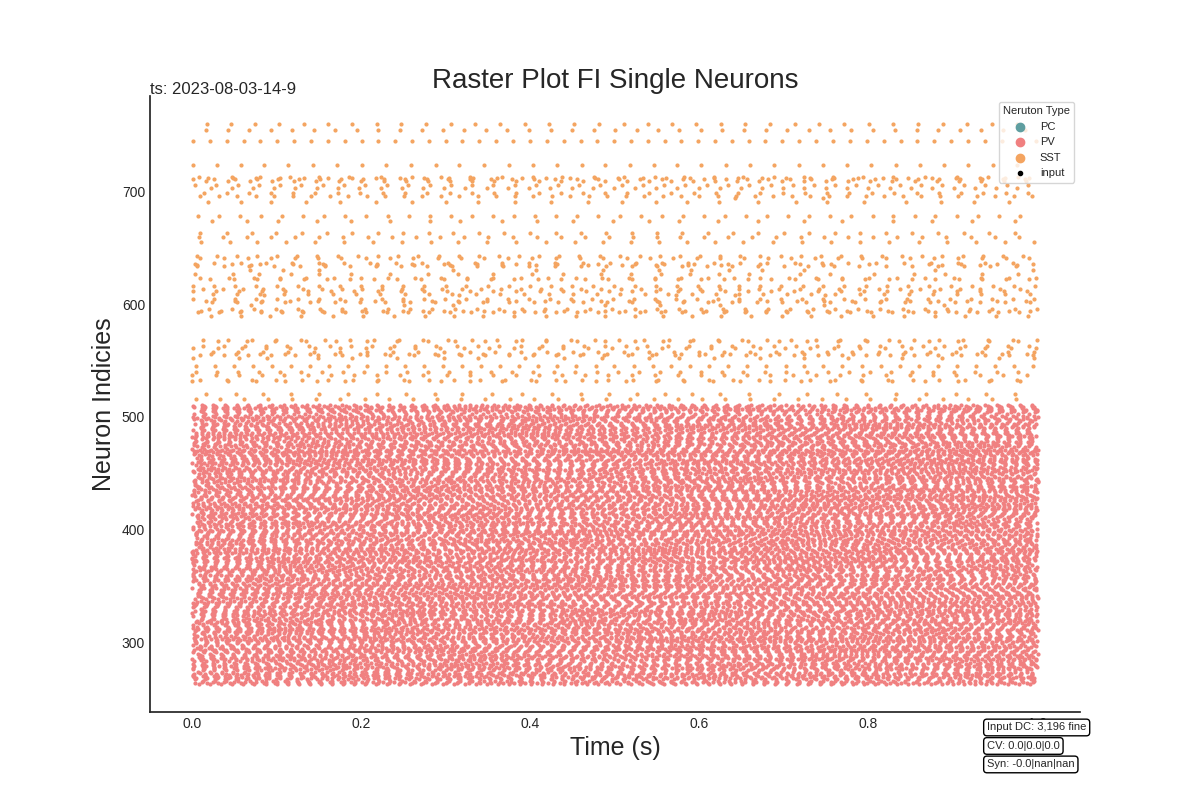 Raster Plot FI Single Neurons
ts: 2023-08-03-14-9
Neruton Type
PC
PV
SST
input
Neuron Indicies
700
600
500
400
300
0.0 0.2 0.4 0.6 0.8
Time (s)
Input DC: 3,196 fine
CV: 0.0|0.0|0.0
Syn: -0.0|nan|nan